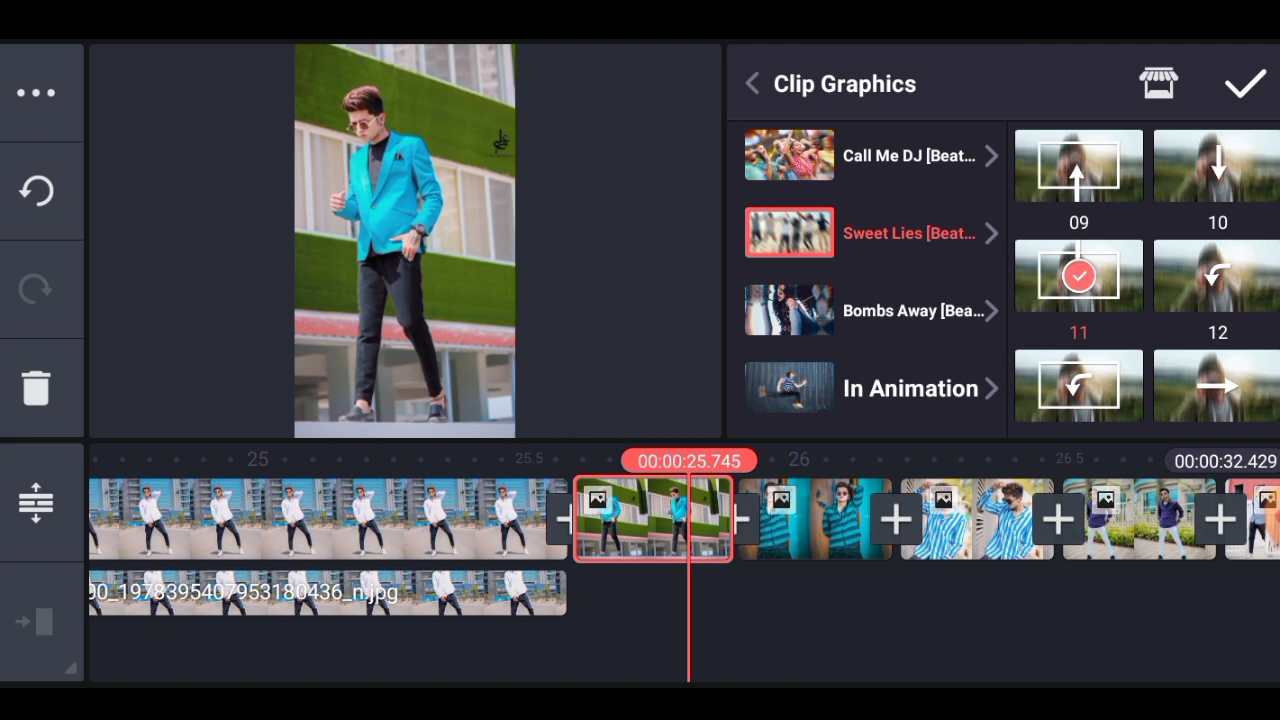 Clip Graphics
Call Me DJ [Beat...
Sweet Lies [Beat...
Bombs Away [Bea...
In Animation
09
10
11
12
25
25.5
00:00:25.745
26
26.5
00:00:32.429
00_1978395407953180436_n.jpg